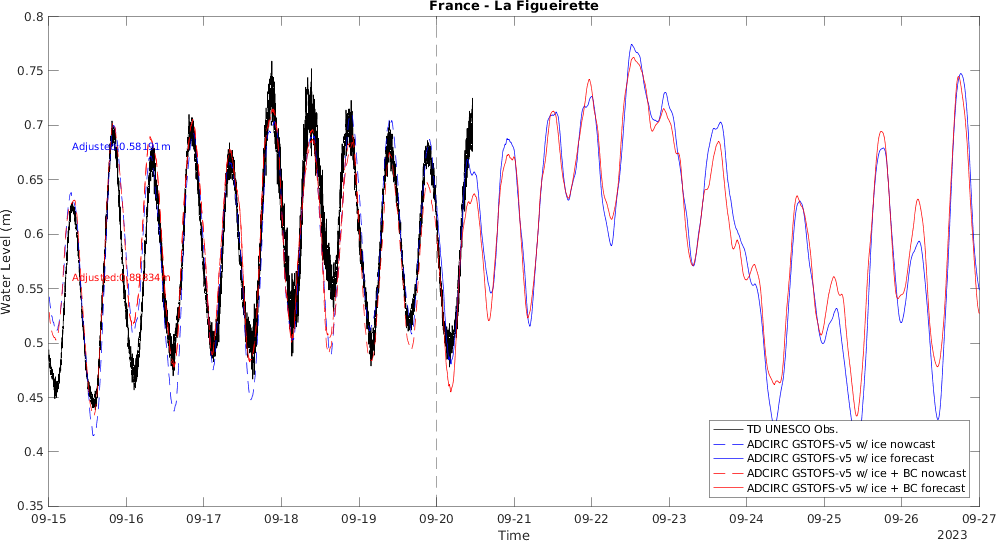 France - La Figueirette
Water Level (m)
0.8
0.75
0.7
0.65
0.6
0.55
0.5
0.45
0.4
0.35
Adjusted:0.58191m
Adjusted:0.88334m
TD UNESCO Obs.
ADCIRC GSTOFS-v5 w/ ice nowcast
ADCIRC GSTOFS-v5 w/ ice forecast
ADCIRC GSTOFS-v5 w/ ice + BC nowcast
ADCIRC GSTOFS-v5 w/ ice + BC forecast
09-15 09-16 09-17 09-18 09-19 09-20 09-21 09-22 09-23 09-24 09-25 09-26 09-27
Time
2023